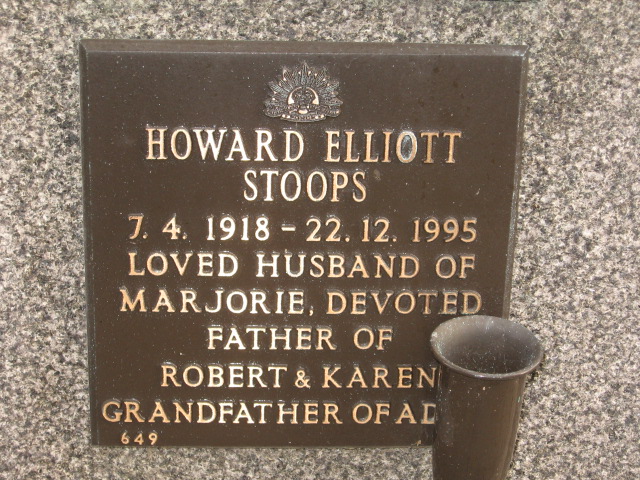 HOWARD ELLIOTT
STOOPS
7. 4. 1918 - 22. 12. 1995
LOVED HUSBAND OF
MARJORIE, DEVOTED
FATHER OF
ROBERT & KAREN
GRANDFATHER OF
649